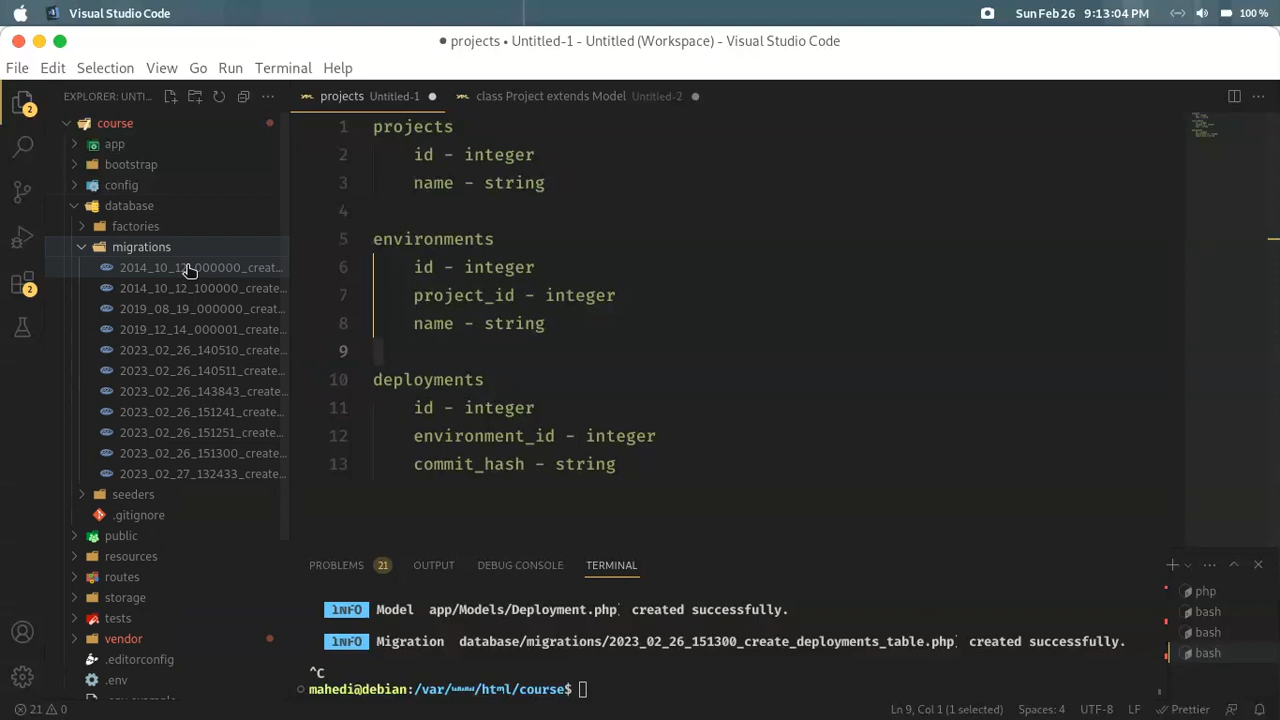 Visual Studio Code
Sun Feb 26 9:13:04 PM
100 %
● projects • Untitled-1 - Untitled (Workspace) - Visual Studio Code
File Edit Selection View Go Run Terminal Help
EXPLORER: UNTI...
projects Untitled-1
class Project extends Model Untitled-2
course
app
bootstrap
config
database
factories
migrations
2014_10_12_000000_creat...
2014_10_12_100000_create...
2019_08_19_000000_creat...
2019_12_14_000001_create...
2023_02_26_140510_create...
2023_02_26_140511_create...
2023_02_26_143843_create...
2023_02_26_151241_create...
2023_02_26_151251_create...
2023_02_26_151300_create...
2023_02_27_132433_create...
seeders
.gitignore
public
resources
routes
storage
tests
vendor
.editorconfig
.env
.env.example
2
2
1 projects
2 id - integer
3 name - string
4
5 environments
6 id - integer
7 project_id - integer
8 name - string
9
10 deployments
11 id - integer
12 environment_id - integer
13 commit_hash - string
PROBLEMS 21 OUTPUT DEBUG CONSOLE TERMINAL
INFO Model app/Models/Deployment.php] created successfully.
INFO Migration database/migrations/2023_02_26_151300_create_deployments_table.php] created successfully.
^C
mahedi@debian:/var/www/html/course$
php
bash
bash
bash
21 0
Ln 9, Col 1 (1 selected) Spaces: 4 UTF-8 LF YAML Prettier